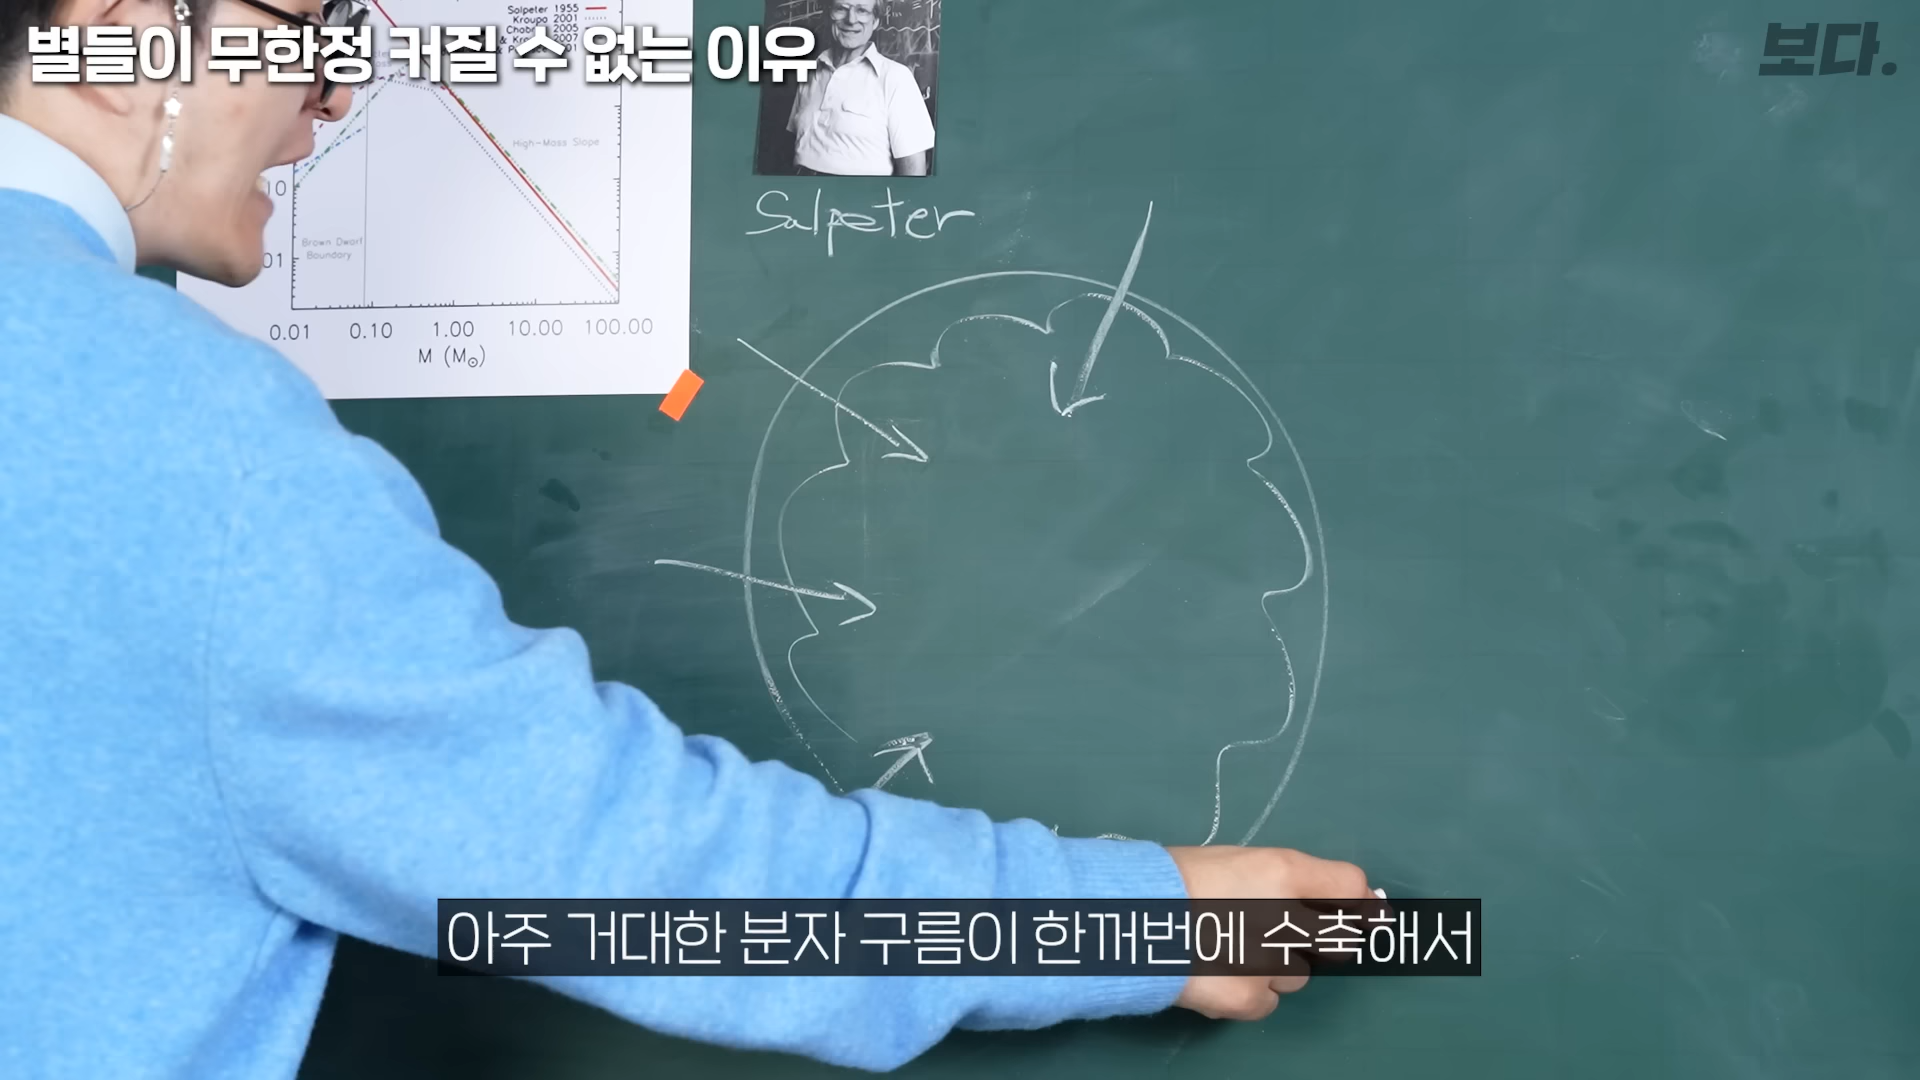 별들이 무한정 커질 수 없는 이유
보다.
Salpeter 1955
Kroupa 2001
2005
2007
High-Mass Slope
Brown Dwarf
Boundary
0.01 0.10 1.00 10.00 100.00
M (M⊙)
Salpeter
아주 거대한 분자 구름이 한꺼번에 수축해서